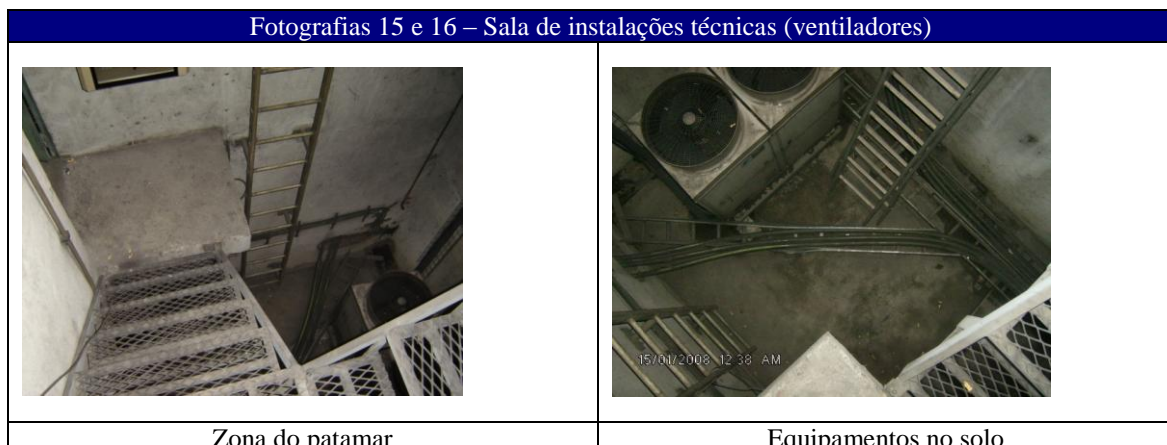 Fotografias 15 e 16 – Sala de instalações técnicas (ventiladores)
15/01/2008 12:38 AM
Zona do patamar
Equipamentos no solo